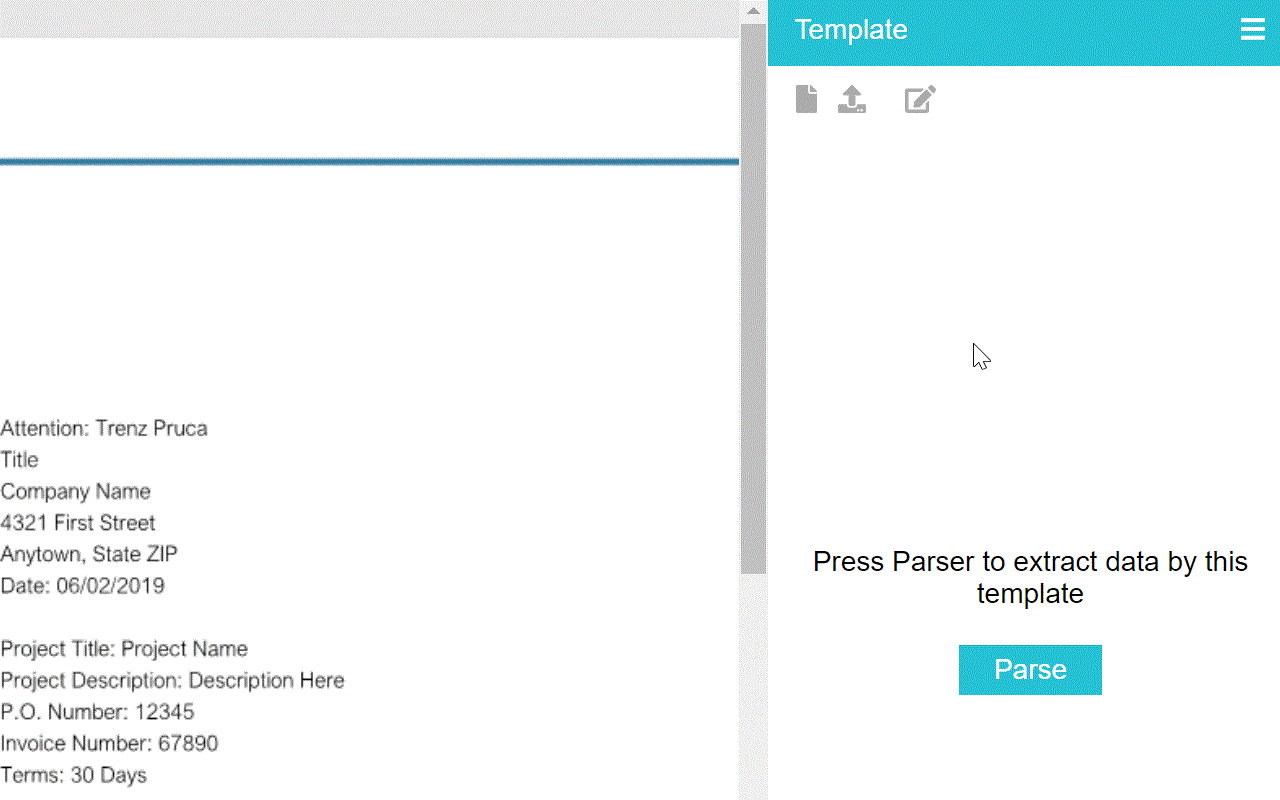 Template
Attention: Trenz Pruca
Title
Company Name
4321 First Street
Anytown, State ZIP
Date: 06/02/2019
Project Title: Project Name
Project Description: Description Here
P.O. Number: 12345
Invoice Number: 67890
Terms: 30 Days
Press Parser to extract data by this
template
Parse